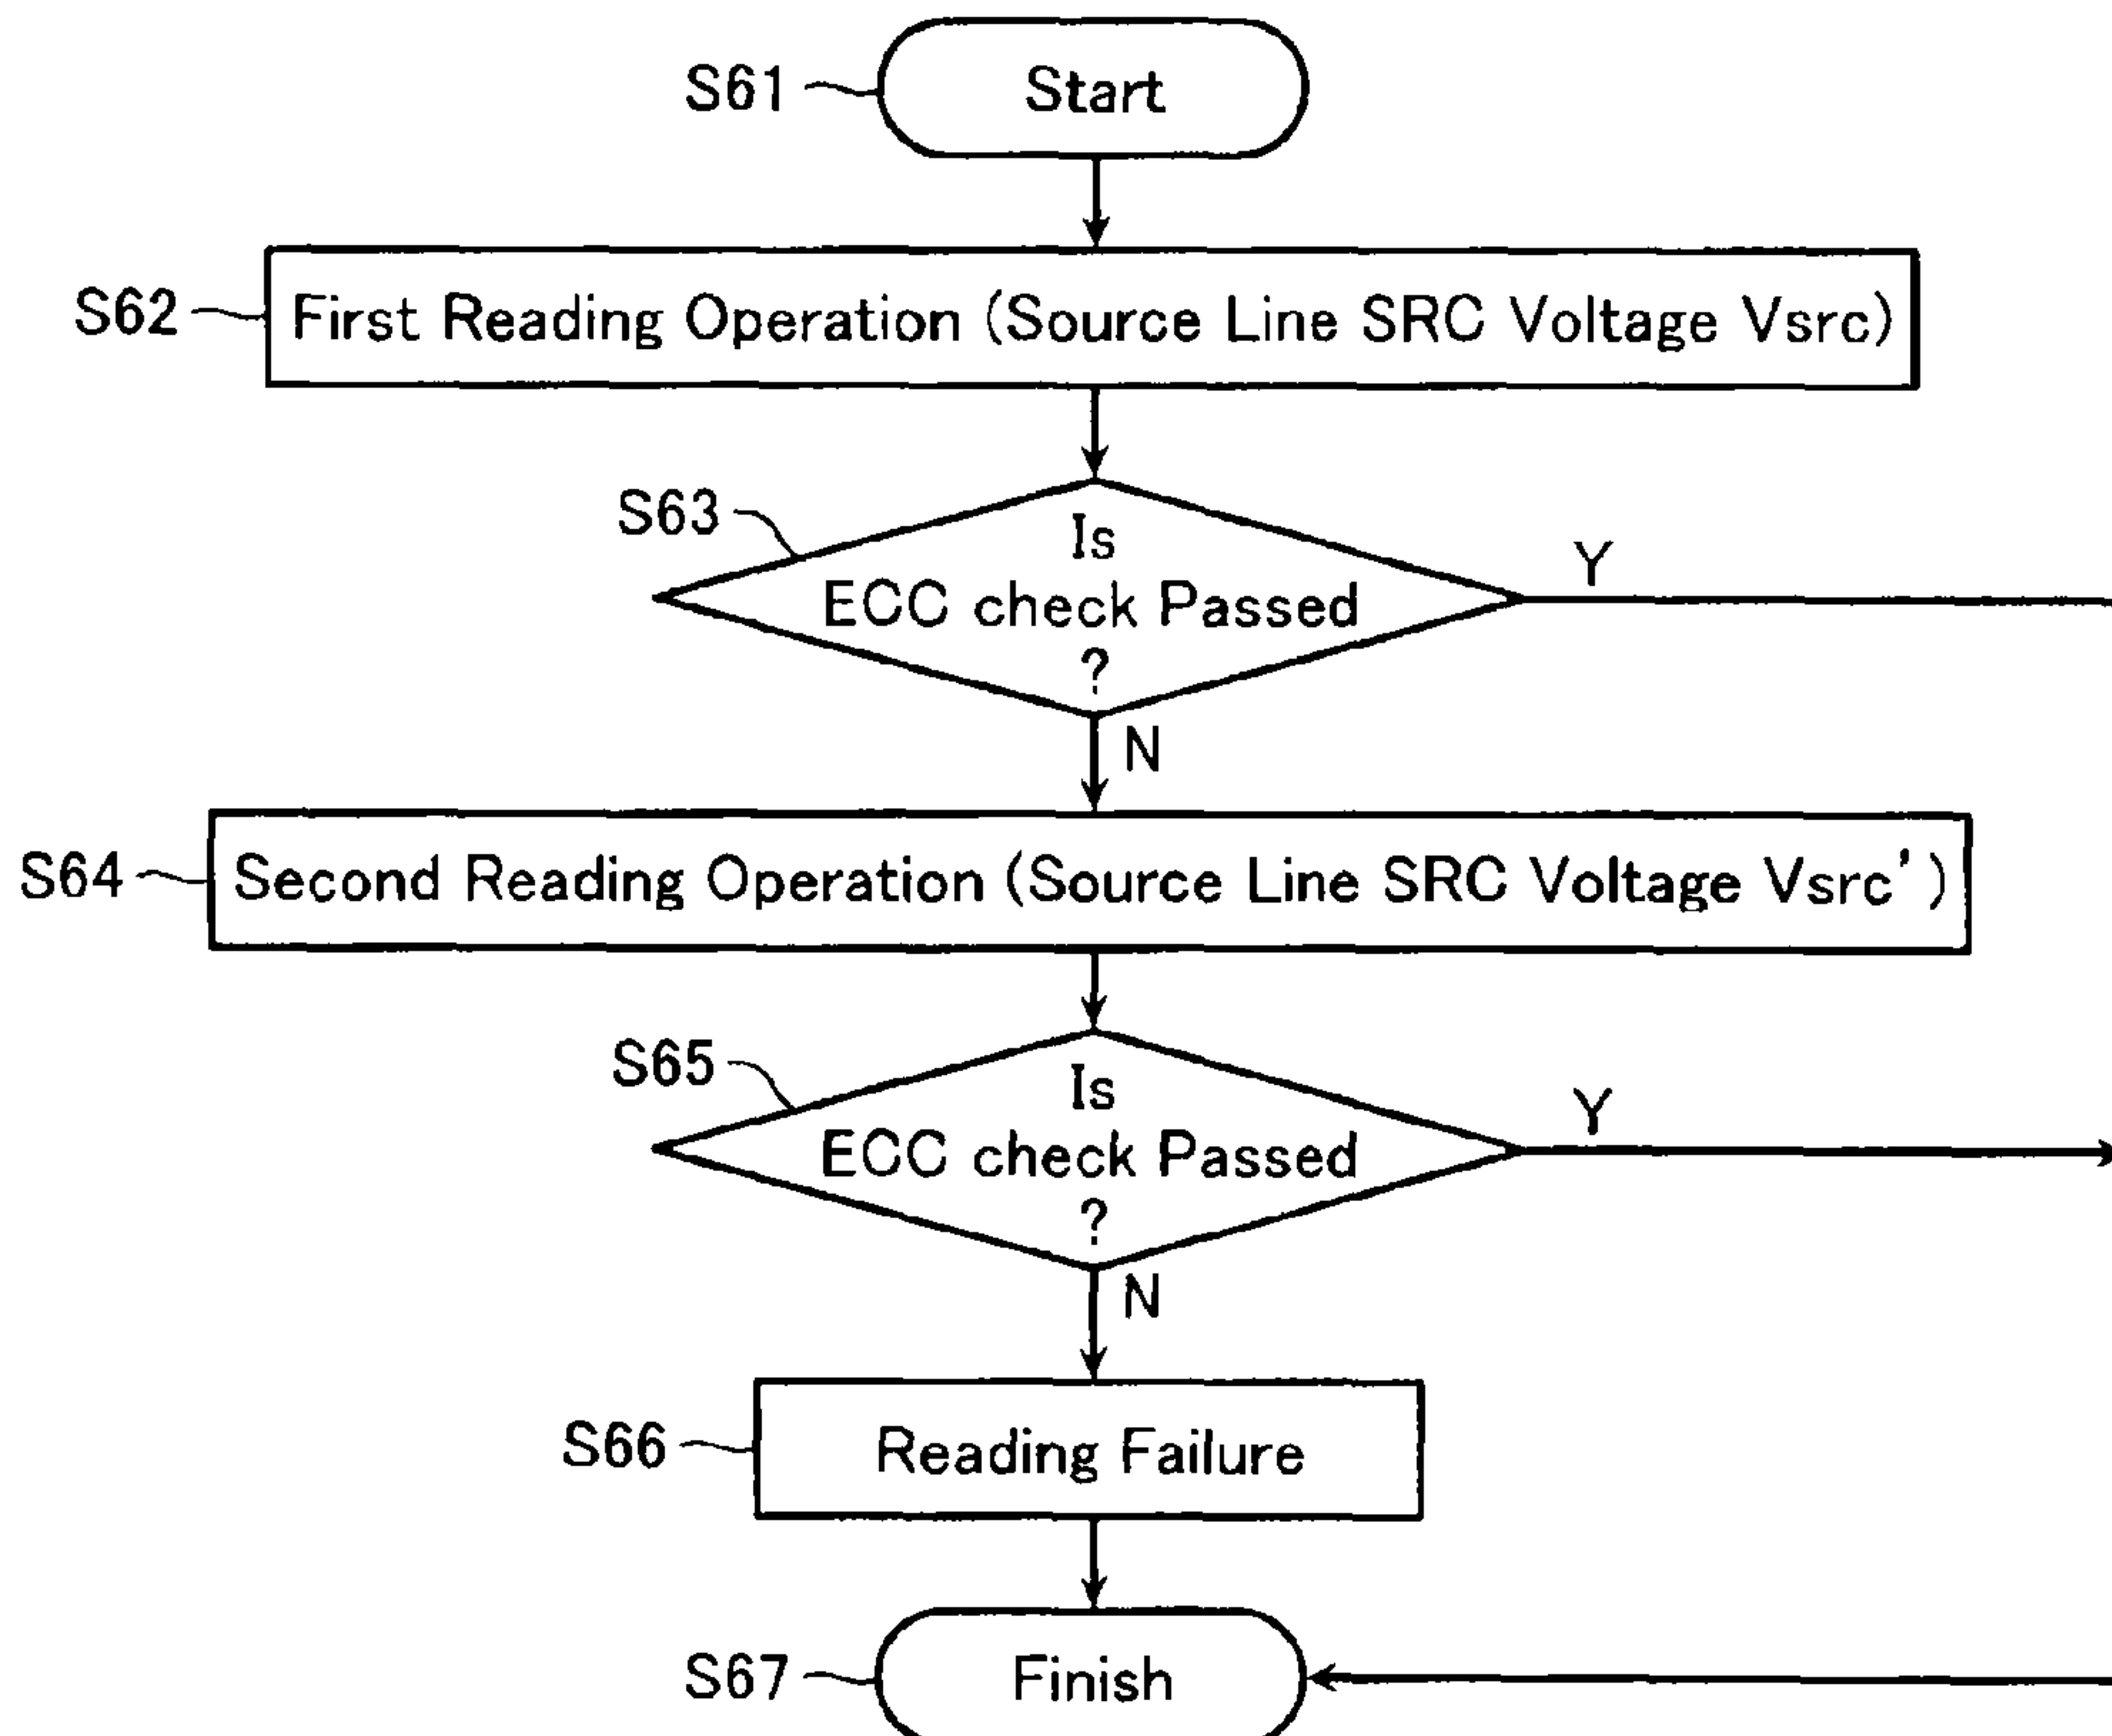 S61
Start
S62
First Reading Operation (Source Line SRC Voltage Vsrc)
S63
Is
ECC check Passed
?
Y
N
S64
Second Reading Operation (Source Line SRC Voltage Vsrc')
S65
Is
ECC check Passed
?
Y
N
S66
Reading Failure
S67
Finish